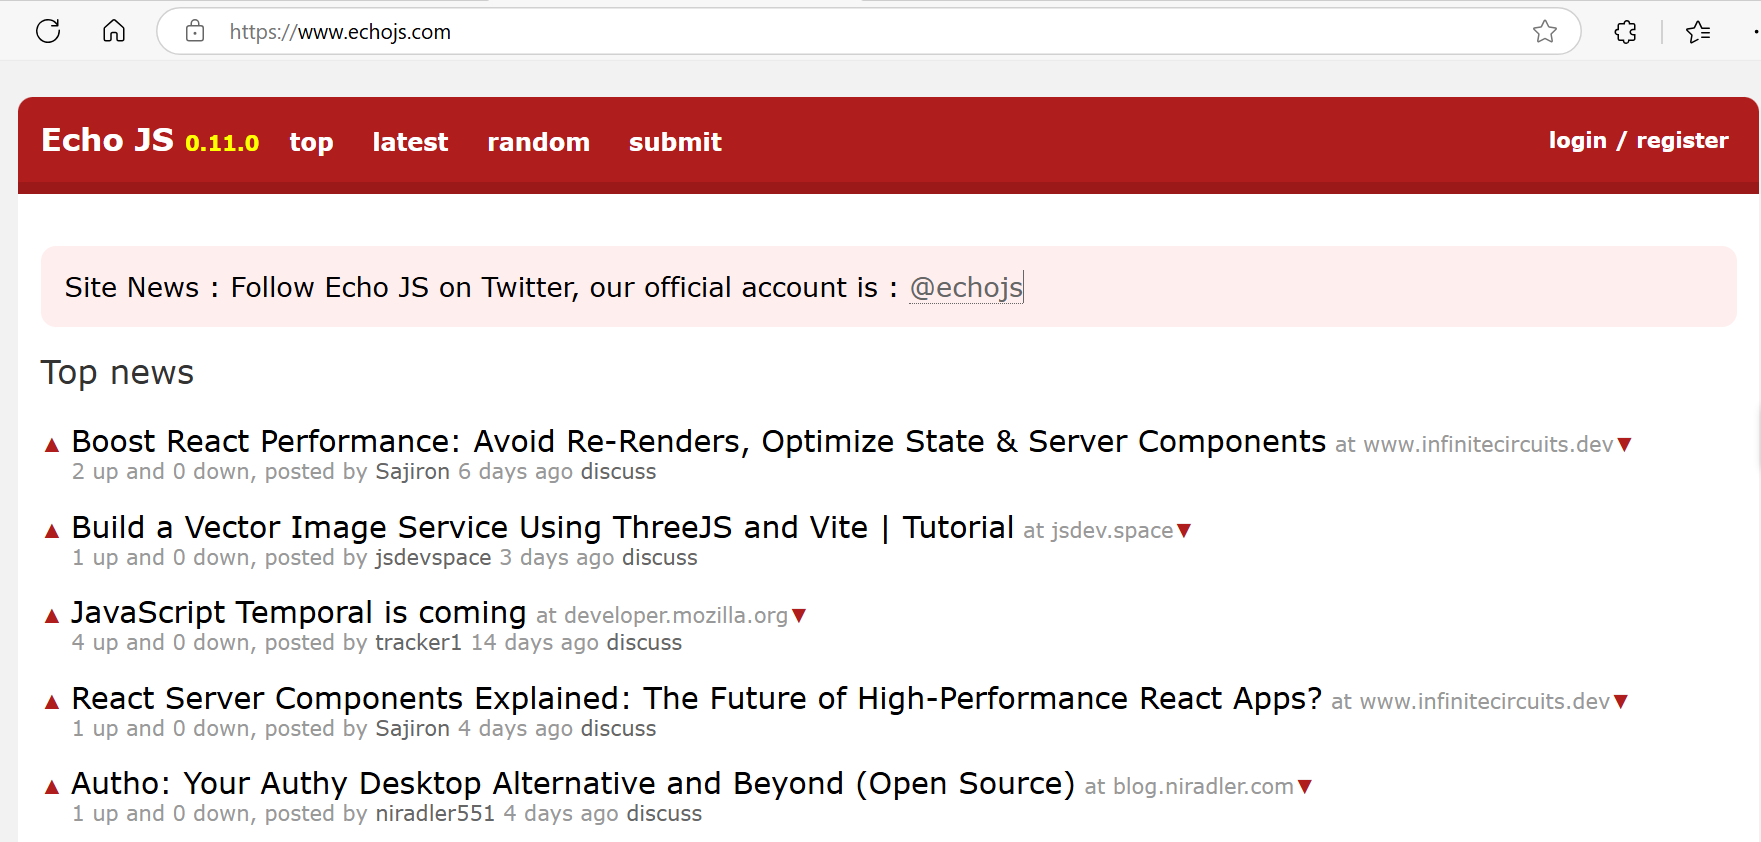 https://www.echojs.com
Echo JS 0.11.0 top latest random submit login / register
Site News : Follow Echo JS on Twitter, our official account is : @echojs
Top news
▲ Boost React Performance: Avoid Re-Renders, Optimize State & Server Components at www.infinitecircuits.dev ▼
2 up and 0 down, posted by Sajiron 6 days ago discuss
▲ Build a Vector Image Service Using ThreeJS and Vite | Tutorial at jsdev.space ▼
1 up and 0 down, posted by jsdevspace 3 days ago discuss
▲ JavaScript Temporal is coming at developer.mozilla.org ▼
4 up and 0 down, posted by tracker1 14 days ago discuss
▲ React Server Components Explained: The Future of High-Performance React Apps? at www.infinitecircuits.dev ▼
1 up and 0 down, posted by Sajiron 4 days ago discuss
▲ Autho: Your Authy Desktop Alternative and Beyond (Open Source) at blog.niradler.com ▼
1 up and 0 down, posted by niradler551 4 days ago discuss